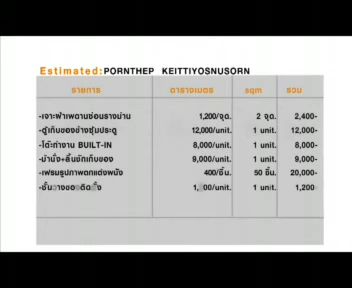 Estimated:PORNTHEP KEITTIYOSNUSORN
รายการ ตารางเมตร sqm รวม
-เจาะฝ้าเพดานซ่อนรางม่าน 1,200/จุด. 2 จุด. 2,400-
-ตู้เก็บของข้างซุ้มประตู 12,000/unit. 1 unit. 12,000-
-โต๊ะทำงาน BUILT-IN 8,000/unit. 1 unit. 8,000-
-ม้านั่ง+ลิ้นชักเก็บของ 9,000/unit. 1 unit. 9,000-
-เฟรมรูปภาพตกแต่งผนัง 400/ชิ้น. 50 ชิ้น. 20,000-
1 unit. 1,200